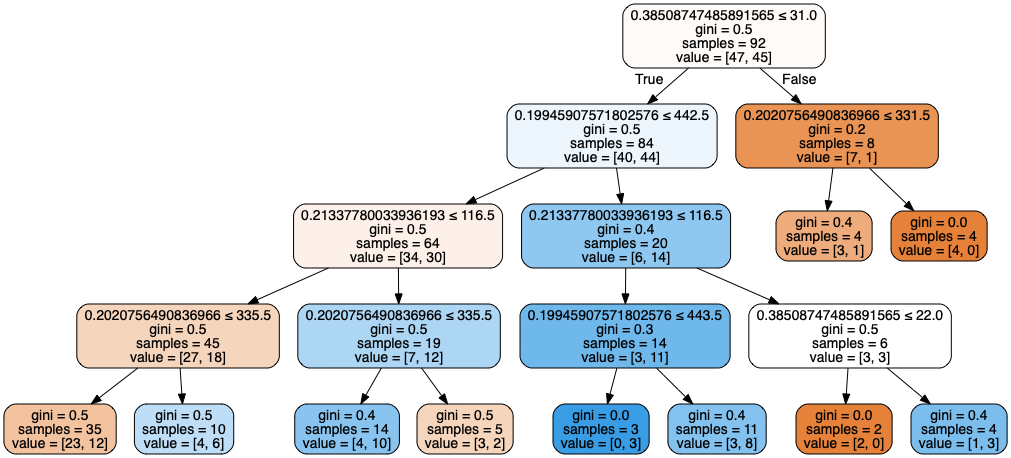 0.38508747485891565 ≤ 31.0
gini = 0.5
samples = 92
value = [47, 45]
True
False
0.19945907571802576 ≤ 442.5
gini = 0.5
samples = 84
value = [40, 44]
0.2020756490836966 ≤ 331.5
gini = 0.2
samples = 8
value = [7, 1]
0.21337780033936193 ≤ 116.5
gini = 0.5
samples = 64
value = [34, 30]
0.21337780033936193 ≤ 116.5
gini = 0.4
samples = 20
value = [6, 14]
gini = 0.4
samples = 4
value = [3, 1]
gini = 0.0
samples = 4
value = [4, 0]
0.2020756490836966 ≤ 335.5
gini = 0.5
samples = 45
value = [27, 18]
0.2020756490836966 ≤ 335.5
gini = 0.5
samples = 19
value = [7, 12]
0.19945907571802576 ≤ 443.5
gini = 0.3
samples = 14
value = [3, 11]
0.38508747485891565 ≤ 22.0
gini = 0.5
samples = 6
value = [3, 3]
gini = 0.5
samples = 35
value = [23, 12]
gini = 0.5
samples = 10
value = [4, 6]
gini = 0.4
samples = 14
value = [4, 10]
gini = 0.5
samples = 5
value = [3, 2]
gini = 0.0
samples = 3
value = [0, 3]
gini = 0.4
samples = 11
value = [3, 8]
gini = 0.0
samples = 2
value = [2, 0]
gini = 0.4
samples = 4
value = [1, 3]